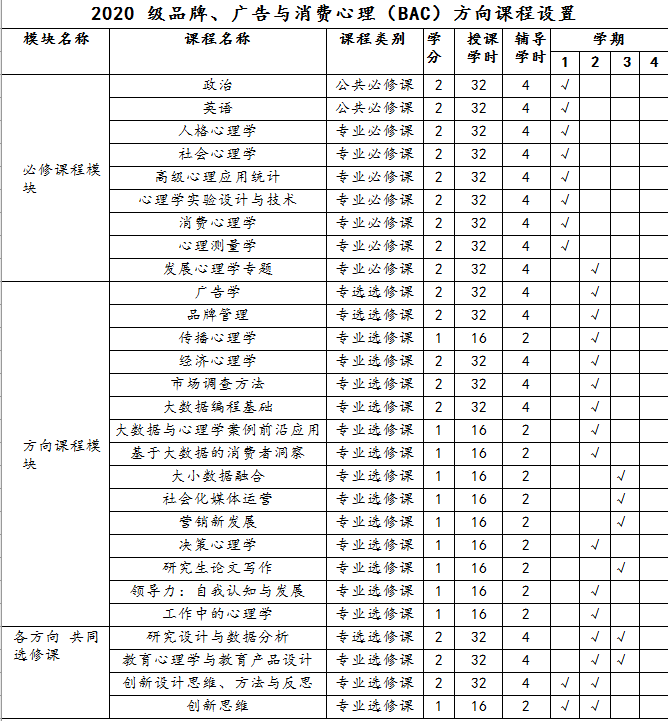 2020 级品牌、广告与消费心理（BAC）方向课程设置
模块名称 课程名称 课程类别 学分 授课学时 辅导学时 学期
1 2 3 4
必修课程模块
政治 公共必修课 2 32 4 √
英语 公共必修课 2 32 4 √
人格心理学 专业必修课 2 32 4 √
社会心理学 专业必修课 2 32 4 √
高级心理应用统计 专业必修课 2 32 4 √
心理学实验设计与技术 专业必修课 2 32 4 √
消费心理学 专业必修课 2 32 4 √
心理测量学 专业必修课 2 32 4 √
发展心理学专题 专业必修课 2 32 4 √
方向课程模块
广告学 专选选修课 2 32 4 √
品牌管理 专选选修课 2 32 4 √
传播心理学 专业选修课 1 16 2 √
经济心理学 专业选修课 2 32 4 √
市场调查方法 专业选修课 2 32 4 √
大数据编程基础 专业选修课 2 32 4 √
大数据与心理学案例前沿应用 专业选修课 1 16 2 √
基于大数据的消费者洞察 专业选修课 1 16 2 √
大小数据融合 专业选修课 1 16 2 √
社会化媒体运营 专业选修课 1 16 2 √
营销新发展 专业选修课 1 16 2 √
决策心理学 专业选修课 1 16 2 √
研究生论文写作 专业选修课 1 16 2 √
领导力：自我认知与发展 专业选修课 1 16 2 √
工作中的心理学 专业选修课 1 16 2 √
各方向 共同选修课
研究设计与数据分析 专选选修课 2 32 4 √ √
教育心理学与教育产品设计 专业选修课 2 32 4 √ √
创新设计思维、方法与反思 专业选修课 2 32 4 √ √
创新思维 专业选修课 1 16 2 √ √